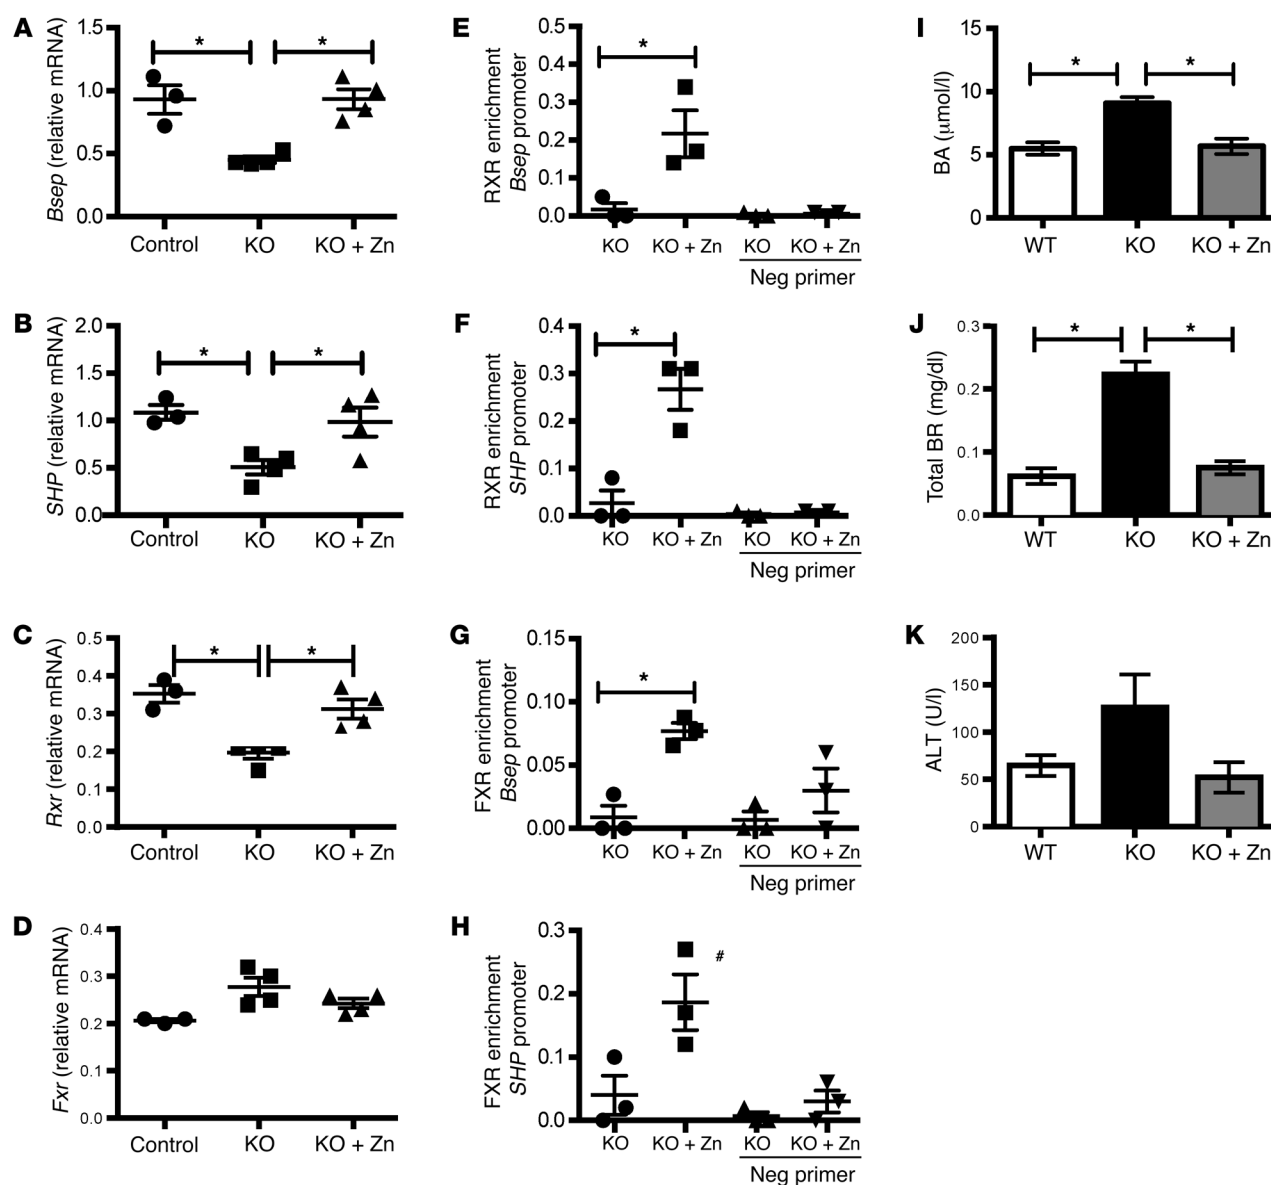 A
Bsep (relative mRNA)
1.5
1.0
0.5
0.0
*
*
Control
KO
KO + Zn
B
SHP (relative mRNA)
2.0
1.5
1.0
0.5
0.0
*
*
Control
KO
KO + Zn
C
Rxr (relative mRNA)
0.5
0.4
0.3
0.2
0.1
0.0
*
*
Control
KO
KO + Zn
D
Fxr (relative mRNA)
0.4
0.3
0.2
0.1
0.0
Control
KO
KO + Zn
E
RXR enrichment
Bsep promoter
0.5
0.4
0.3
0.2
0.1
0.0
*
KO
KO + Zn
KO
KO + Zn
Neg primer
F
RXR enrichment
SHP promoter
0.4
0.3
0.2
0.1
0.0
*
KO
KO + Zn
KO
KO + Zn
Neg primer
G
FXR enrichment
Bsep promoter
0.15
0.10
0.05
0.00
*
KO
KO + Zn
KO
KO + Zn
Neg primer
H
FXR enrichment
SHP promoter
0.3
0.2
0.1
0.0
#
KO
KO + Zn
KO
KO + Zn
Neg primer
I
BA (μmol/l)
15
10
5
0
*
*
WT
KO
KO + Zn
J
Total BR (mg/dl)
0.3
0.2
0.1
0.0
*
*
WT
KO
KO + Zn
K
ALT (U/l)
200
150
100
50
0
WT
KO
KO + Zn